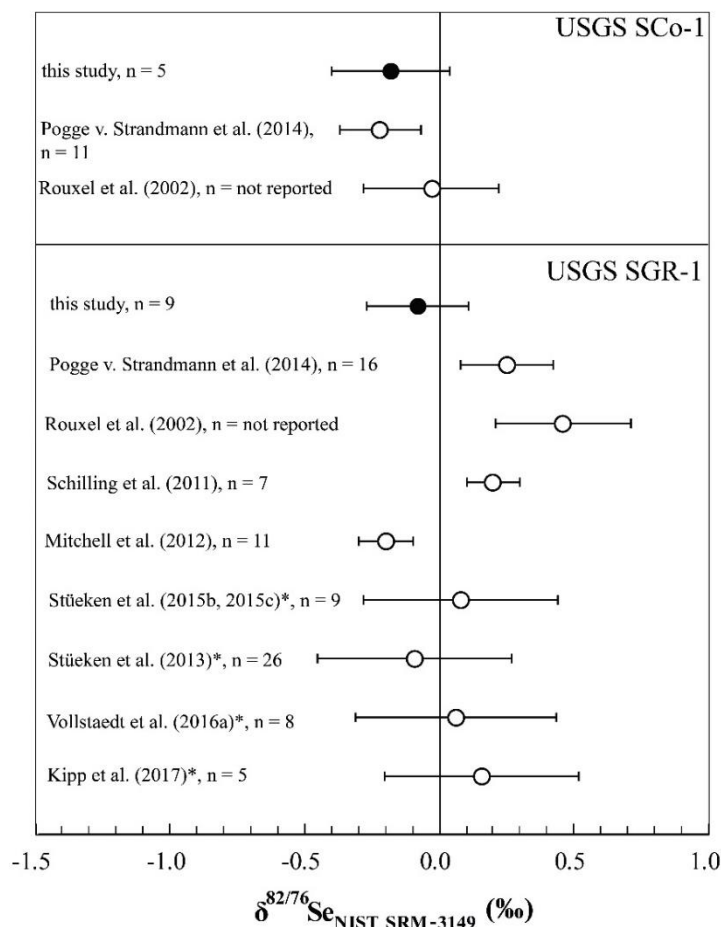 USGS SCo-1
this study, n = 5
Pogge v. Strandmann et al. (2014),
n = 11
Rouxel et al. (2002), n = not reported
USGS SGR-1
this study, n = 9
Pogge v. Strandmann et al. (2014), n = 16
Rouxel et al. (2002), n = not reported
Schilling et al. (2011), n = 7
Mitchell et al. (2012), n = 11
Stüeken et al. (2015b, 2015c)*, n = 9
Stüeken et al. (2013)*, n = 26
Vollstaedt et al. (2016a)*, n = 8
Kipp et al. (2017)*, n = 5
-1.5 -1.0 -0.5 0.0 0.5 1.0
δ82/76Se NIST SRM-3149 (‰)